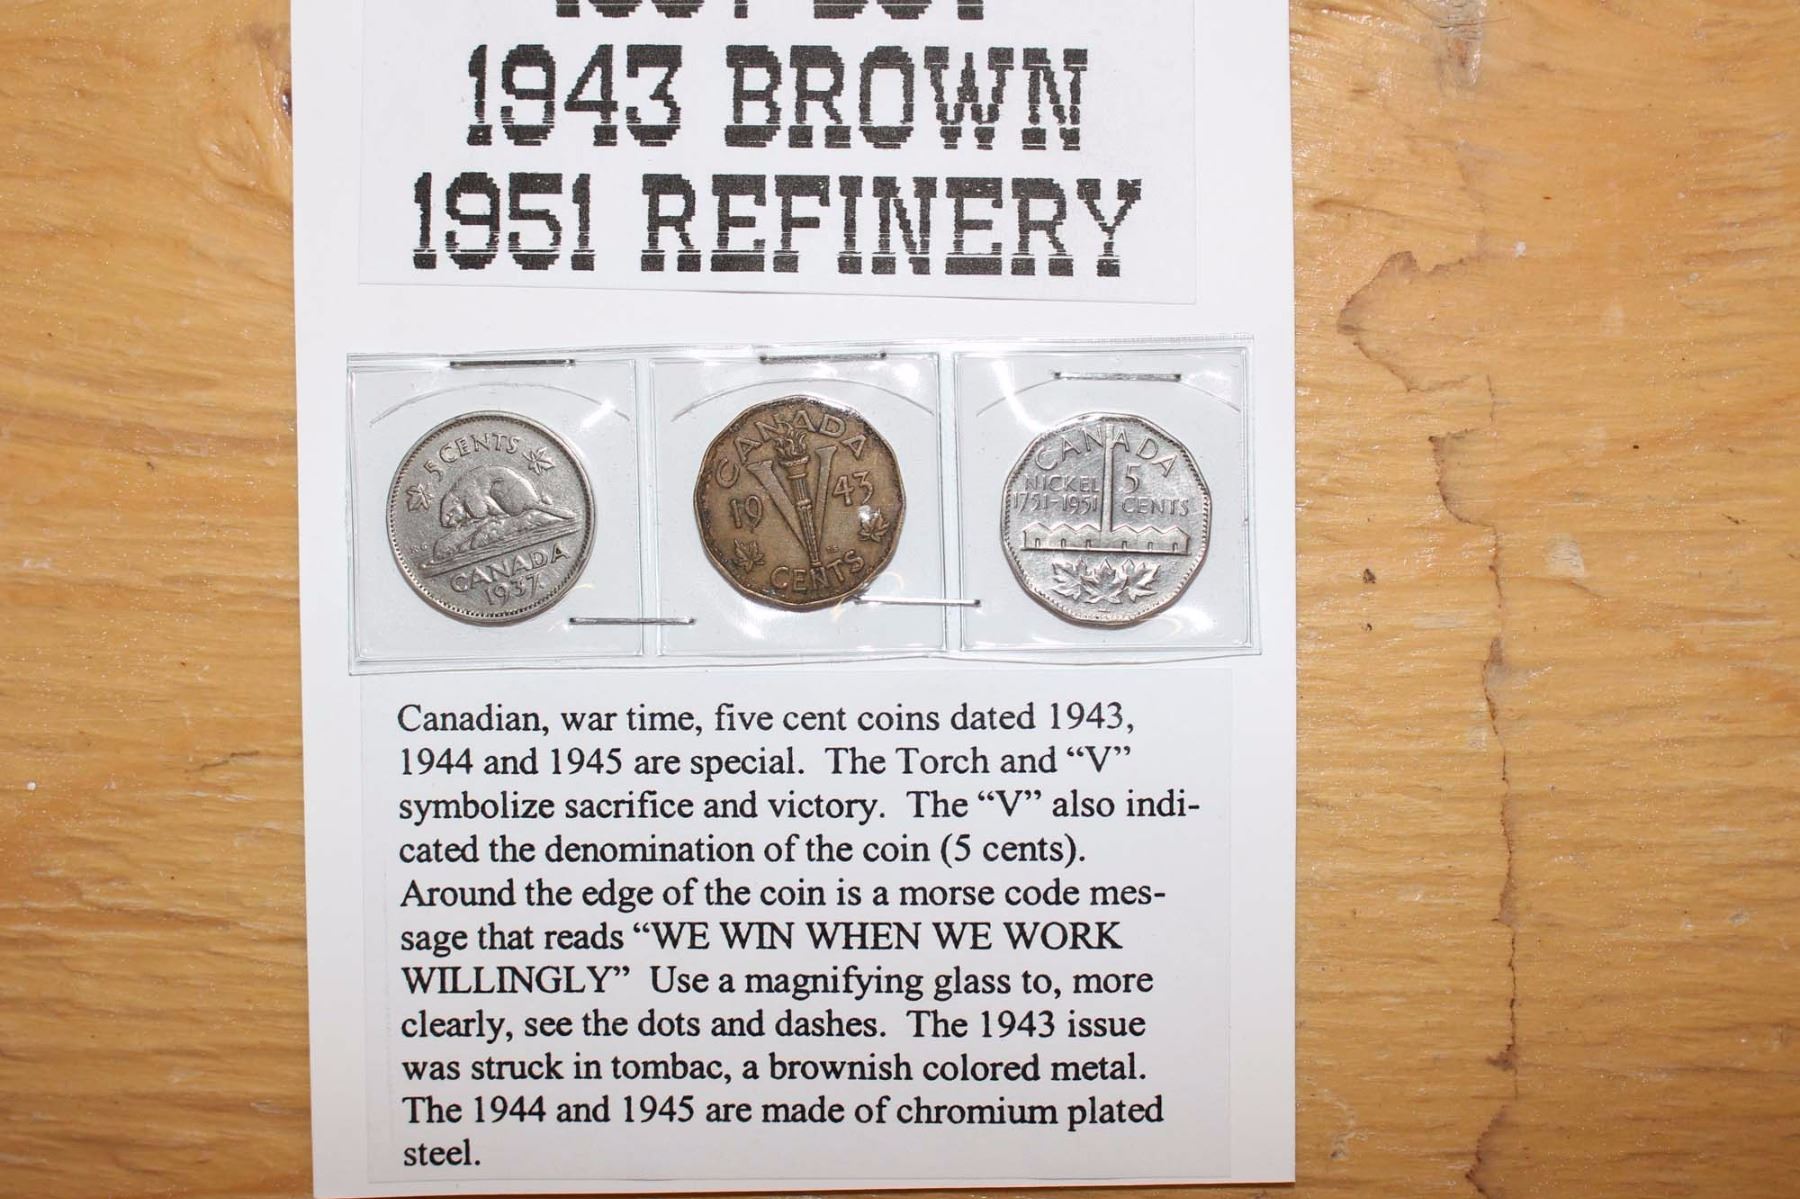 1937 DOT
1943 BROWN
1951 REFINERY
5 CENTS
CANADA
1937
CANADA
1943
CENTS
CANADA
NICKEL 5
1751-1951 CENTS
Canadian, war time, five cent coins dated 1943,
1944 and 1945 are special. The Torch and “V”
symbolize sacrifice and victory. The “V” also indi-
cated the denomination of the coin (5 cents).
Around the edge of the coin is a morse code mes-
sage that reads “WE WIN WHEN WE WORK
WILLINGLY” Use a magnifying glass to, more
clearly, see the dots and dashes. The 1943 issue
was struck in tombac, a brownish colored metal.
The 1944 and 1945 are made of chromium plated
steel.